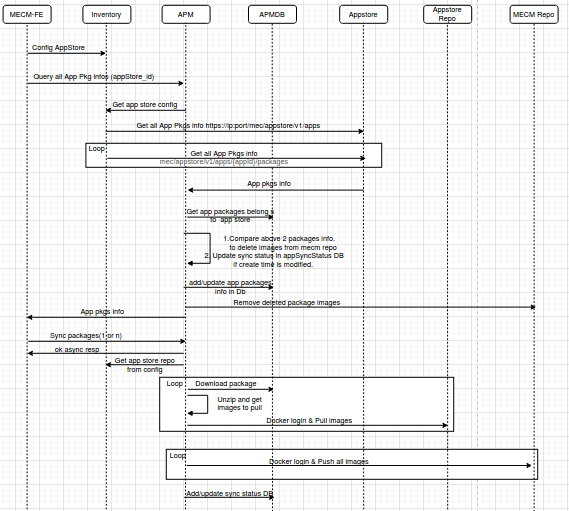 MECM-FE
Inventory
APM
APMDB
Appstore
Appstore
Repo
MECM Repo
Config AppStore
Query all App Pkg infos (appStore_id)
Get app store config
Get all App Pkgs info https://ip:port/mec/appstore/v1/apps
Loop
Get all App Pkgs info
mec/appstore/v1/apps/{appId}/packages
App pkgs info
Get app packages belong s
to app store
1.Compare above 2 packages info.
to delete images from mecm repo
2. Update sync status in appSyncStatus DB
if create time is modified.
add/update app packages
info in Db
Remove deleted package images
App pkgs info
Sync packages(1 or n)
ok async resp
Get app store repo
from config
Loop
Download package
Unzip and get
images to pull
Docker login & Pull images
Loop
Docker login & Push all images
Add/update sync status DB